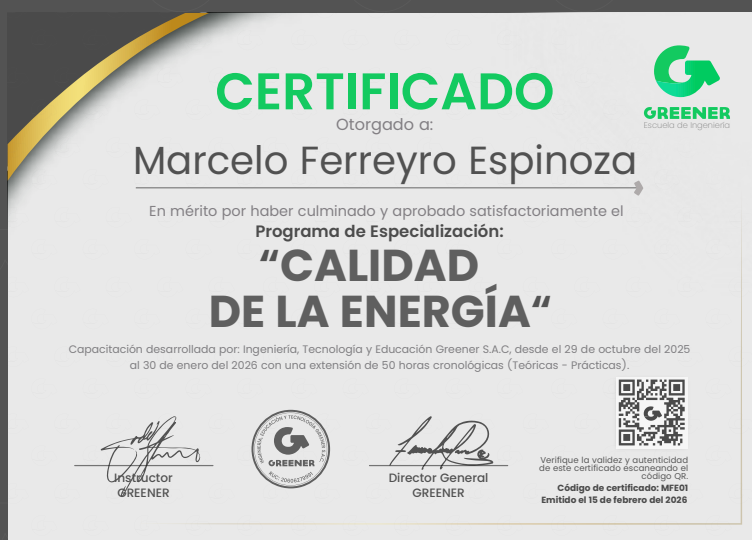 CERTIFICADO
Otorgado a:
GREENER
Escuela de Ingeniería
Marcelo Ferreyro Espinoza
En mérito por haber culminado y aprobado satisfactoriamente el
Programa de Especialización:
“CALIDAD
DE LA ENERGÍA“
Capacitación desarrollada por: Ingeniería, Tecnología y Educación Greener S.A.C, desde el 29 de octubre del 2025
al 30 de enero del 2026 con una extensión de 50 horas cronológicas (Teóricas - Prácticas).
Instructor
GREENER
INGENIERÍA, EDUCACIÓN Y TECNOLOGÍA GREENER S.A.C.
GREENER
Director General
GREENER
Verifique la validez y autenticidad
de este certificado escaneando el
código QR.
Código de certificado: MFE01
Emitido el 15 de febrero del 2026